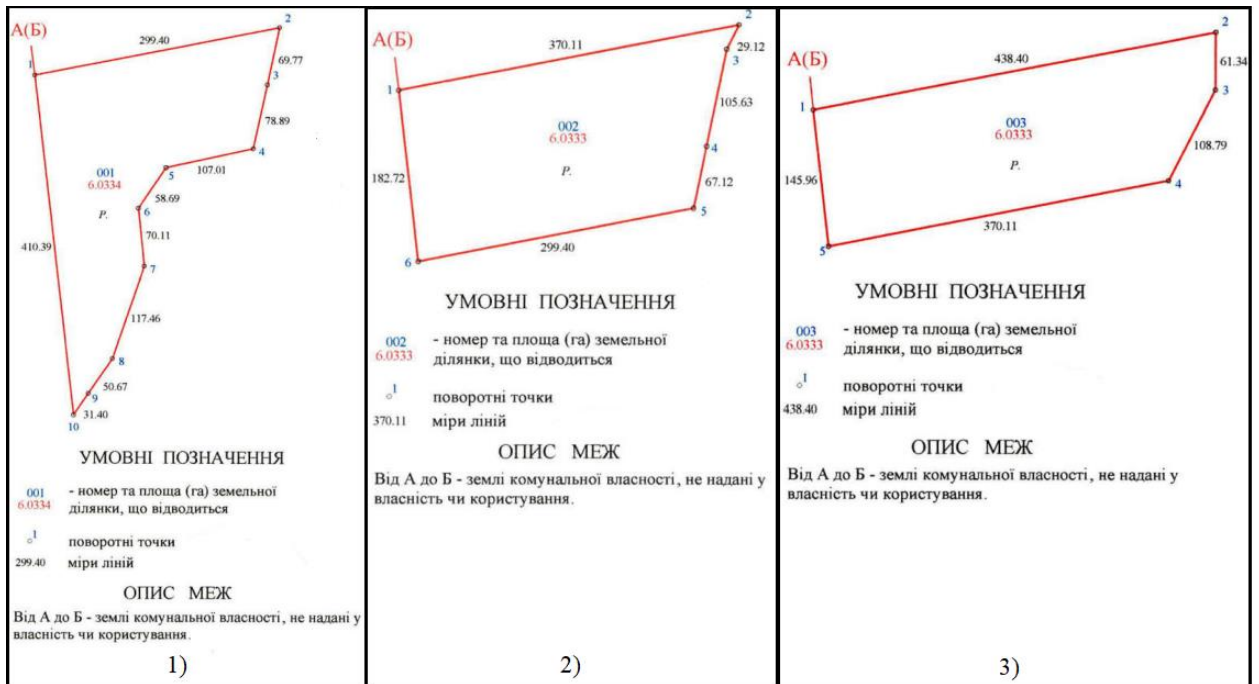 А(Б)
1
299.40
2
69.77
3
78.89
4
107.01
5
58.69
6
70.11
7
117.46
8
50.67
9
31.40
10
410.39
001
6.0334
Р.
УМОВНІ ПОЗНАЧЕННЯ
001
6.0334
- номер та площа (га) земельної
ділянки, що відводиться
1
поворотні точки
299.40
міри ліній
ОПИС МЕЖ
Від А до Б - землі комунальної власності, не надані у
власність чи користування.
1)
А(Б)
1
370.11
2
29.12
3
105.63
4
67.12
5
299.40
6
182.72
002
6.0333
Р.
УМОВНІ ПОЗНАЧЕННЯ
002
6.0333
- номер та площа (га) земельної
ділянки, що відводиться
1
поворотні точки
370.11
міри ліній
ОПИС МЕЖ
Від А до Б - землі комунальної власності, не надані у
власність чи користування.
2)
А(Б)
1
438.40
2
61.34
3
108.79
4
370.11
5
145.96
003
6.0333
Р.
УМОВНІ ПОЗНАЧЕННЯ
003
6.0333
- номер та площа (га) земельної
ділянки, що відводиться
1
поворотні точки
438.40
міри ліній
ОПИС МЕЖ
Від А до Б - землі комунальної власності, не надані у
власність чи користування.
3)